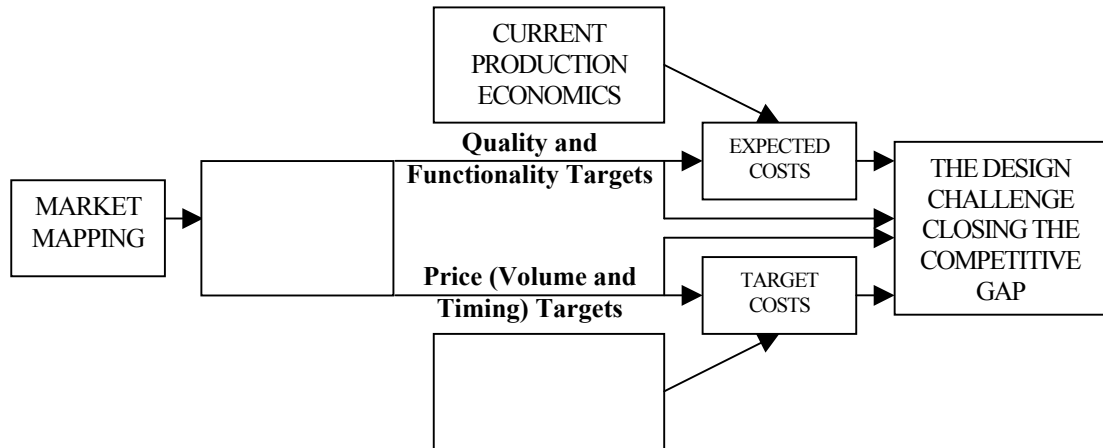 CURRENT
PRODUCTION
ECONOMICS
Quality and
Functionality Targets
EXPECTED
COSTS
MARKET
MAPPING
THE DESIGN
CHALLENGE
CLOSING THE
COMPETITIVE
GAP
Price (Volume and
Timing) Targets
TARGET
COSTS